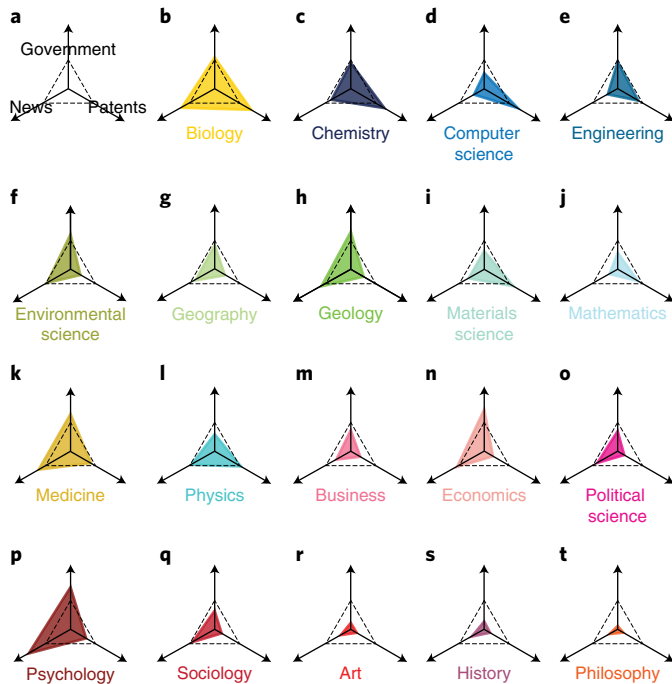 a
b
c
d
e
Government
News
Patents
Biology
Chemistry
Computer
science
Engineering
f
g
h
i
j
Environmental
science
Geography
Geology
Materials
science
Mathematics
k
l
m
n
o
Medicine
Physics
Business
Economics
Political
science
p
q
r
s
t
Psychology
Sociology
Art
History
Philosophy